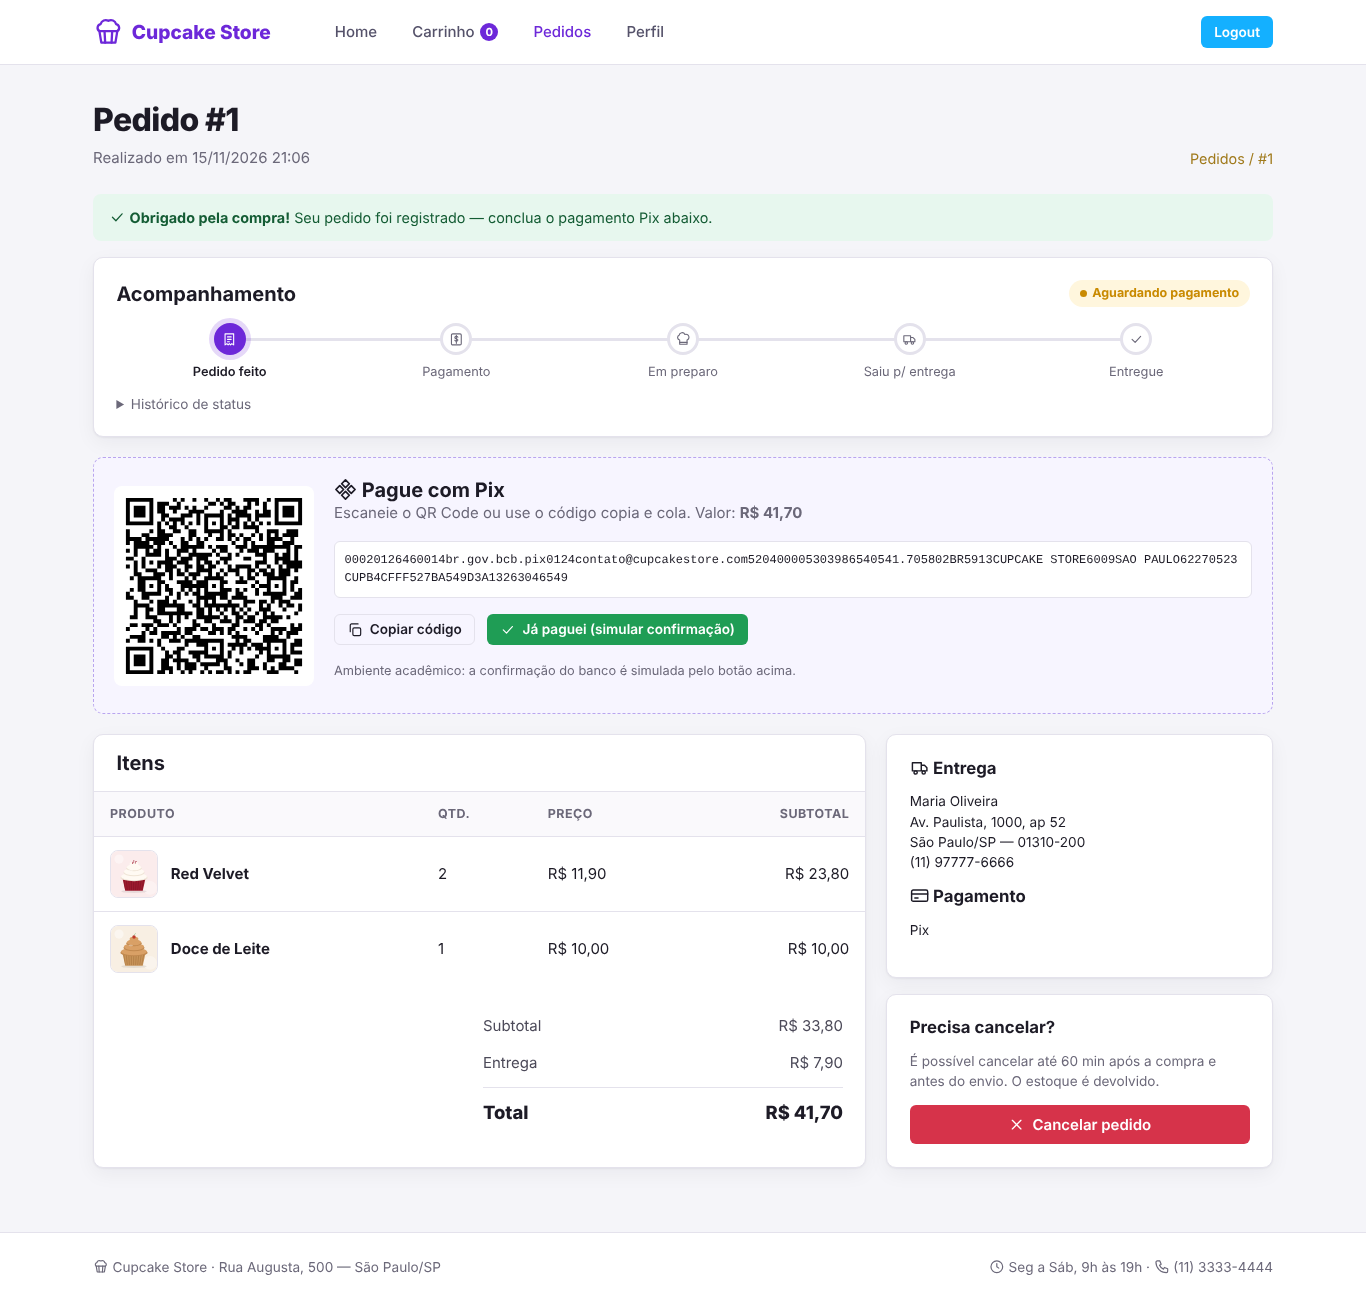 Cupcake Store
Home
Carrinho 0
Pedidos
Perfil
Logout
Pedido #1
Realizado em 15/11/2026 21:06
Pedidos / #1
Obrigado pela compra! Seu pedido foi registrado — conclua o pagamento Pix abaixo.
Acompanhamento
Aguardando pagamento
Pedido feito
Pagamento
Em preparo
Saiu p/ entrega
Entregue
Histórico de status
Pague com Pix
Escaneie o QR Code ou use o código copia e cola. Valor: R$ 41,70
00020126460014br.gov.bcb.pix0124contato@cupcakestore.com520400005303986540541.705802BR5913CUPCAKE STORE6009SAO PAULO62270523
CUPB4CFFF527BA549D3A13263046549
Copiar código
Já paguei (simular confirmação)
Ambiente acadêmico: a confirmação do banco é simulada pelo botão acima.
Itens
PRODUTO QTD. PREÇO SUBTOTAL
Red Velvet 2 R$ 11,90 R$ 23,80
Doce de Leite 1 R$ 10,00 R$ 10,00
Subtotal R$ 33,80
Entrega R$ 7,90
Total R$ 41,70
Entrega
Maria Oliveira
Av. Paulista, 1000, ap 52
São Paulo/SP — 01310-200
(11) 97777-6666
Pagamento
Pix
Precisa cancelar?
É possível cancelar até 60 min após a compra e
antes do envio. O estoque é devolvido.
Cancelar pedido
Cupcake Store · Rua Augusta, 500 — São Paulo/SP
Seg a Sáb, 9h às 19h · (11) 3333-4444